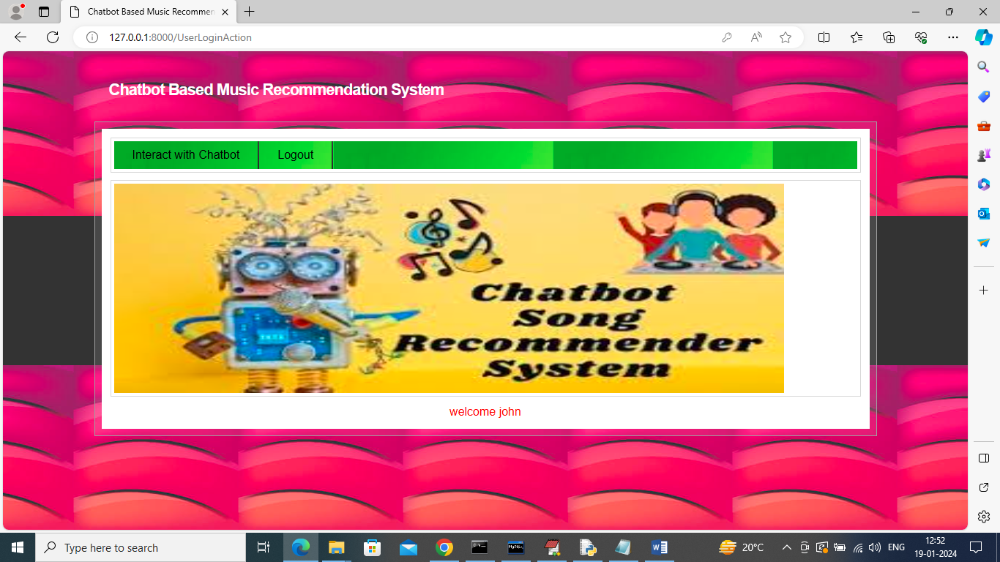 Chatbot Based Music Recommen
127.0.0.1:8000/UserLoginAction
Chatbot Based Music Recommendation System
Interact with Chatbot
Logout
Chatbot
Song
Recommender
System
welcome john
Type here to search
20°C
ENG
12:52
19-01-2024